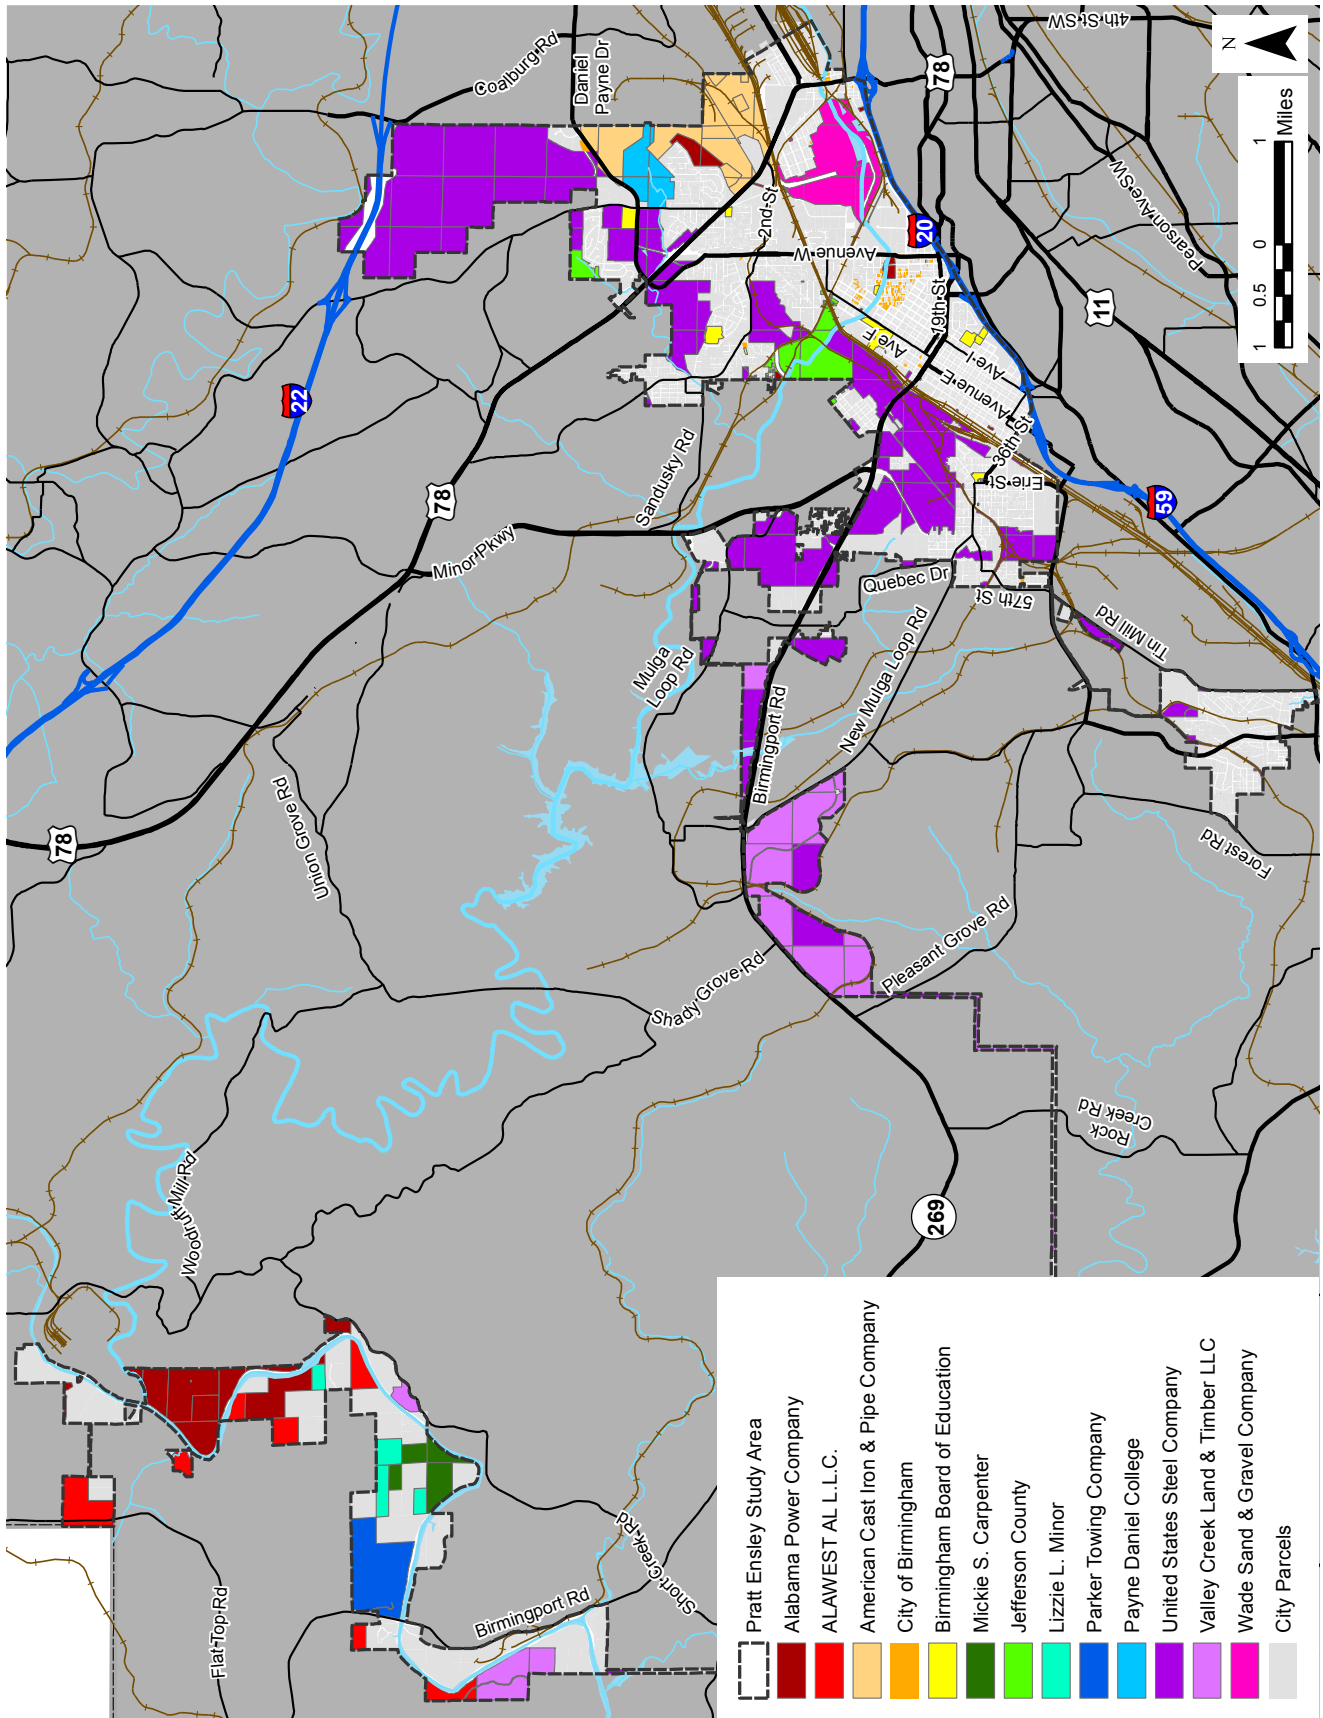 Coalburg Rd
Daniel
Payne Dr
4th St SW
N
78
22
78
78
2nd St
Avenue W
20
19th St
11
Pearson Ave SW
1 0.5 0 1
Miles
Ave F
Ave I
Avenue E
36th St
Erie St
59
Sandusky Rd
Minor Pkwy
Quebec Dr
57th St
Tin Mill Rd
Mulga
Loop Rd
New Mulga Loop Rd
Birmingport Rd
Union Grove Rd
Forest Rd
Pleasant Grove Rd
Shady Grove Rd
Rock
Creek Rd
269
Woodruff Mill Rd
Flat Top Rd
Birmingport Rd
Short Creek Rd
Pratt Ensley Study Area
Alabama Power Company
ALAWEST AL L.L.C.
American Cast Iron & Pipe Company
City of Birmingham
Birmingham Board of Education
Mickie S. Carpenter
Jefferson County
Lizzie L. Minor
Parker Towing Company
Payne Daniel College
United States Steel Company
Valley Creek Land & Timber LLC
Wade Sand & Gravel Company
City Parcels